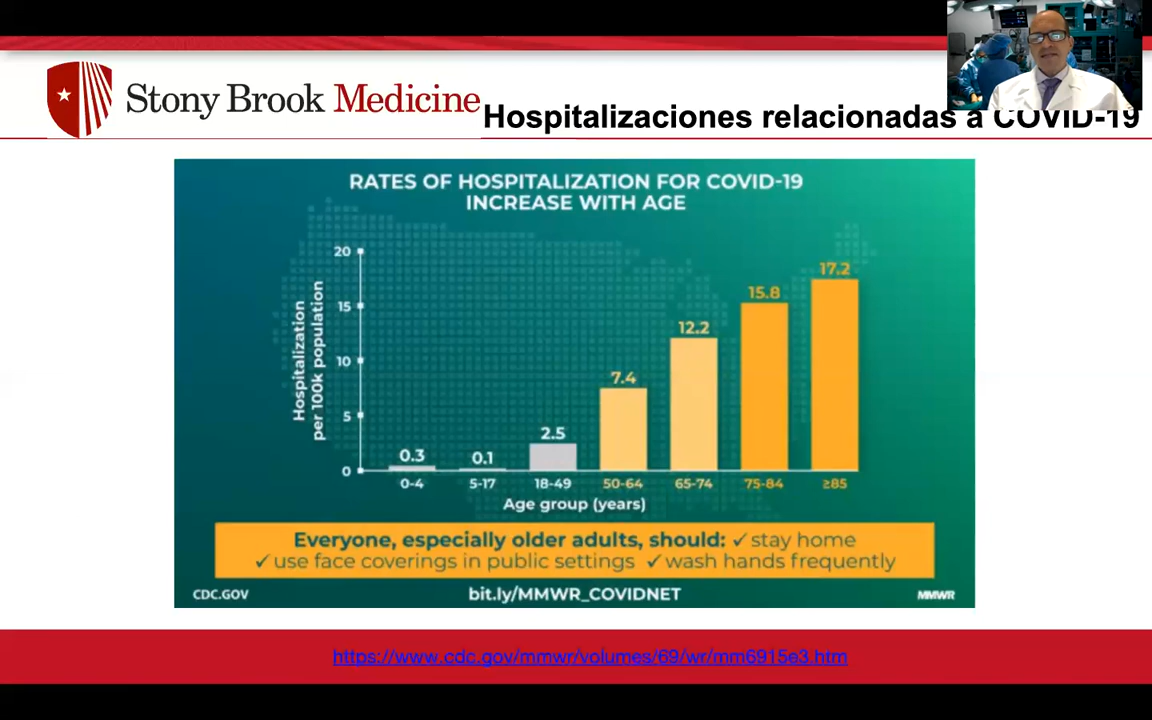 Stony Brook Medicine
Hospitalizaciones relacionadas a COVID-19
RATES OF HOSPITALIZATION FOR COVID-19
INCREASE WITH AGE
Hospitalization
per 100k population
20
15
10
5
0
0.3
0.1
2.5
7.4
12.2
15.8
17.2
0-4
5-17
18-49
50-64
65-74
75-84
≥85
Age group (years)
Everyone, especially older adults, should: ✓ stay home
✓ use face coverings in public settings ✓ wash hands frequently
CDC.GOV
bit.ly/MMWR_COVIDNET
MMWR
https://www.cdc.gov/mmwr/volumes/69/wr/mm6915e3.htm